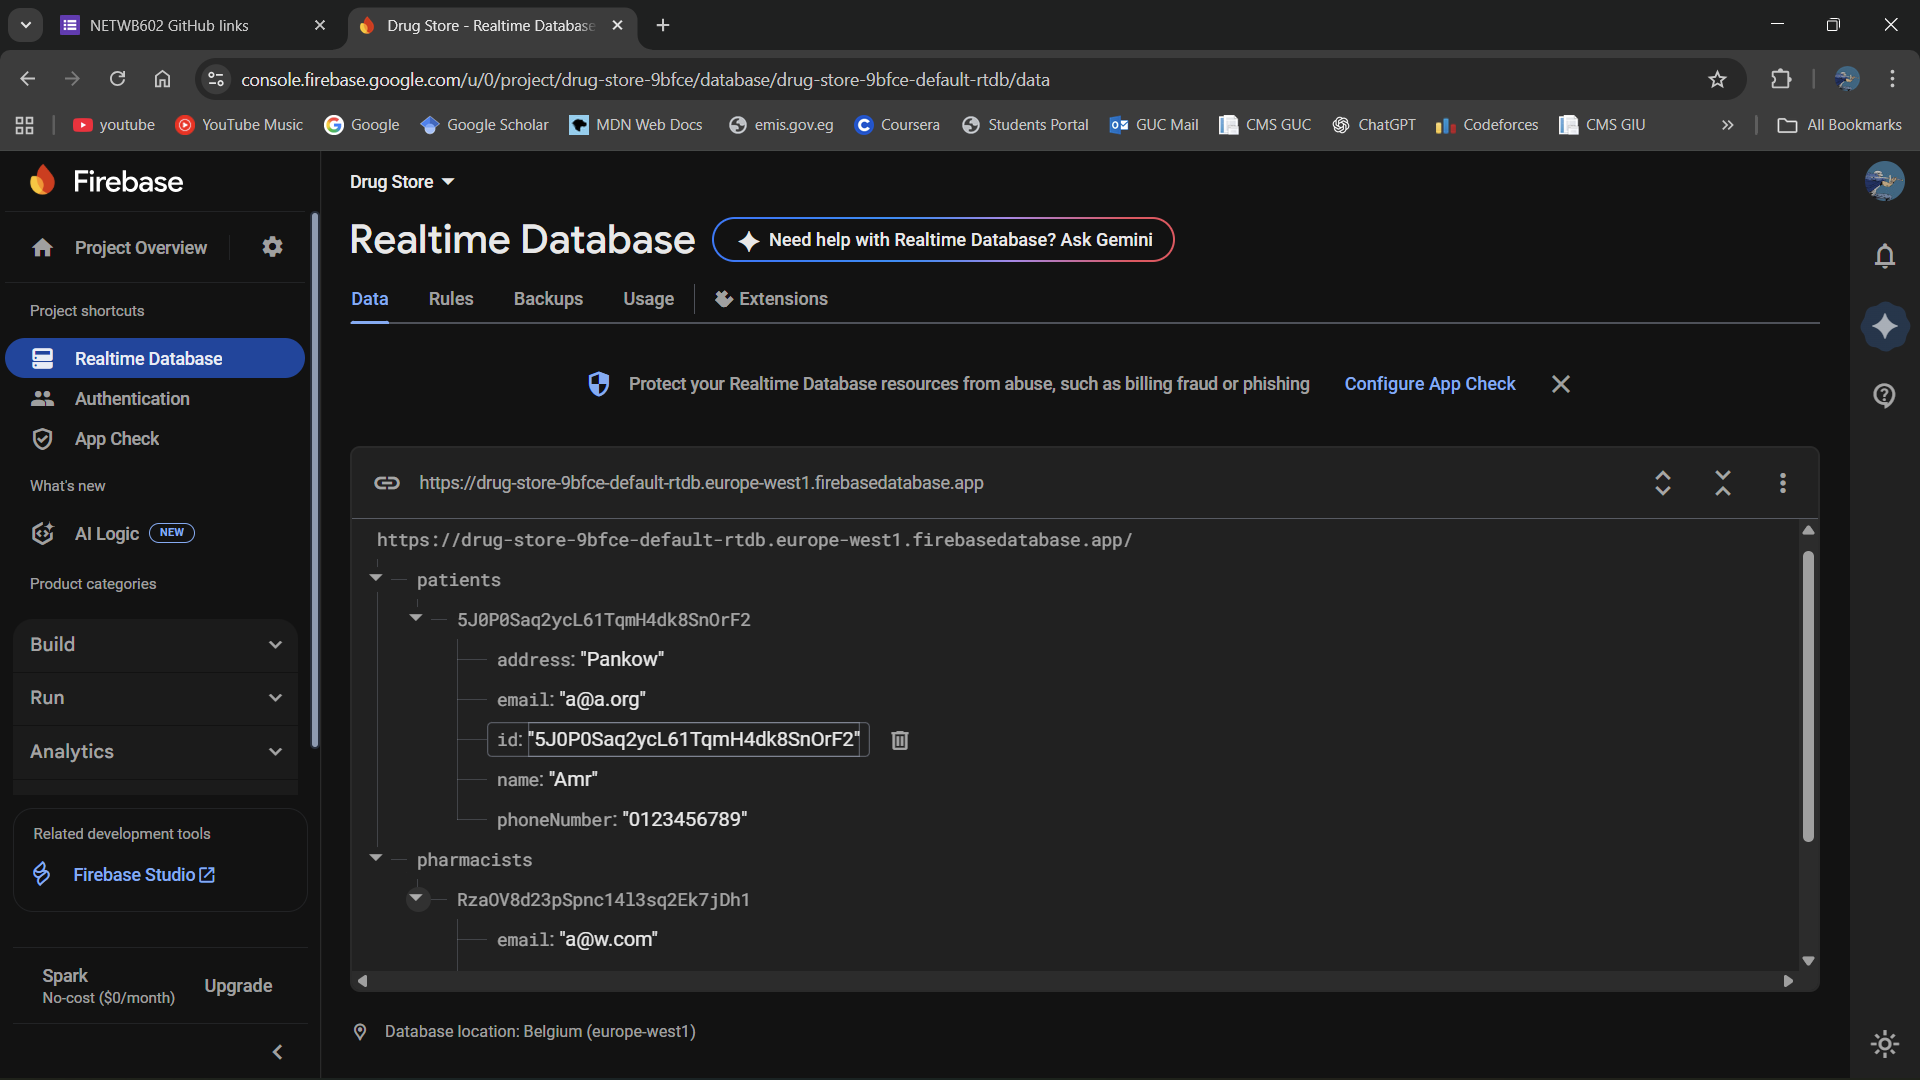 NETWB602 GitHub links
Drug Store - Realtime Database
console.firebase.google.com/u/0/project/drug-store-9bfce/database/drug-store-9bfce-default-rtdb/data
youtube
YouTube Music
Google
Google Scholar
MDN Web Docs
emis.gov.eg
Coursera
Students Portal
GUC Mail
CMS GUC
ChatGPT
Codeforces
CMS GIU
All Bookmarks
Firebase
Project Overview
Project shortcuts
Realtime Database
Authentication
App Check
What's new
AI Logic NEW
Product categories
Build
Run
Analytics
Related development tools
Firebase Studio
Spark
No-cost ($0/month)
Upgrade
Drug Store
Realtime Database
Need help with Realtime Database? Ask Gemini
Data
Rules
Backups
Usage
Extensions
Protect your Realtime Database resources from abuse, such as billing fraud or phishing
Configure App Check
https://drug-store-9bfce-default-rtdb.europe-west1.firebasedatabase.app
https://drug-store-9bfce-default-rtdb.europe-west1.firebasedatabase.app/
patients
5J0P0Saq2ycL61TqmH4dk8SnOrF2
address: "Pankow"
email: "a@a.org"
id: "5J0P0Saq2ycL61TqmH4dk8SnOrF2"
name: "Amr"
phoneNumber: "0123456789"
pharmacists
RzaOV8d23pSpnc14l3sq2Ek7jDh1
email: "a@w.com"
Database location: Belgium (europe-west1)